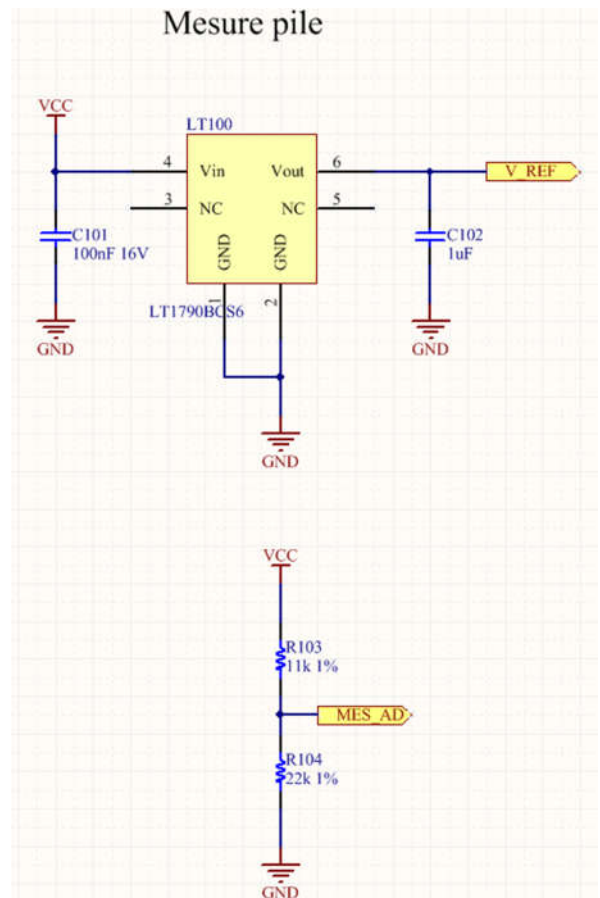 Mesure pile
VCC
LT100
4
Vin
Vout
6
V_REF
3
NC
NC
5
C101
100nF 16V
C102
1uF
GND
GND
1
2
LT1790BCS6
GND
GND
GND
VCC
R103
11k 1%
MES_AD
R104
22k 1%
GND